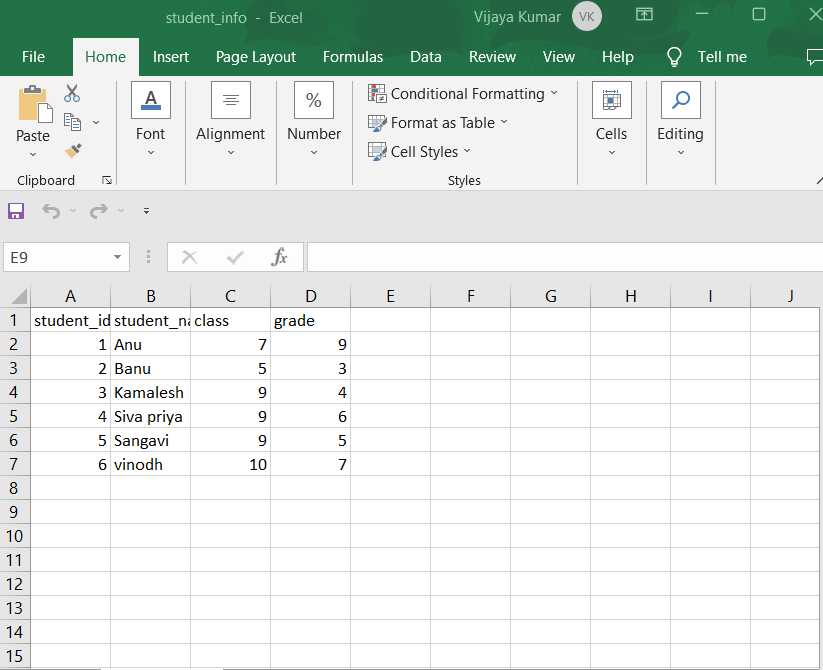 student_info - Excel
Vijaya Kumar VK
File Home Insert Page Layout Formulas Data Review View Help Tell me
Paste
Clipboard
A
Font
Alignment
%
Number
Conditional Formatting
Format as Table
Cell Styles
Styles
Cells
Editing
E9 fx
A B C D E F G H I J
1 student_id student_na class grade
2 1 Anu 7 9
3 2 Banu 5 3
4 3 Kamalesh 9 4
5 4 Siva priya 9 6
6 5 Sangavi 9 5
7 6 vinodh 10 7
8
9
10
11
12
13
14
15